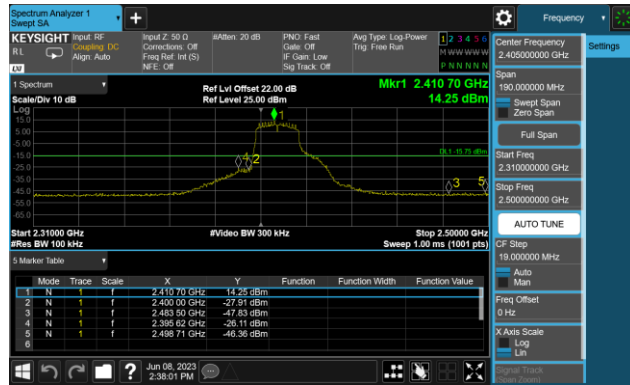 Spectrum Analyzer 1
Swept SA
Frequency
KEYSIGHT
RL
Input: RF
Coupling: DC
Align: Auto
Input Z: 50 Ω
Corrections: Off
Freq Ref: Int (S)
NFE: Off
#Atten: 20 dB
PNO: Fast
Gate: Off
IF Gain: Low
Sig Track: Off
Avg Type: Log-Power
Trig: Free Run
1 2 3 4 5 6
M W W W W W
P N N N N N
LXI
1 Spectrum
Scale/Div 10 dB
Ref Lvl Offset 22.00 dB
Ref Level 25.00 dBm
Mkr1 2.410 70 GHz
14.25 dBm
Log
15.0
5.00
-5.00
-15.0
-25.0
-35.0
-45.0
-55.0
-65.0
1
DL1 -15.75 dBm
4 2
3 5
Start 2.31000 GHz
#Video BW 300 kHz
Stop 2.50000 GHz
#Res BW 100 kHz
Sweep 1.00 ms (1001 pts)
5 Marker Table
Mode Trace Scale X Y Function Function Width Function Value
1 N 1 f 2.410 70 GHz 14.25 dBm
2 N 1 f 2.400 00 GHz -27.91 dBm
3 N 1 f 2.483 50 GHz -47.83 dBm
4 N 1 f 2.395 62 GHz -26.11 dBm
5 N 1 f 2.498 71 GHz -46.36 dBm
6
Jun 08, 2023
2:38:01 PM
Center Frequency
2.405000000 GHz
Settings
Span
190.000000 MHz
Swept Span
Zero Span
Full Span
Start Freq
2.310000000 GHz
Stop Freq
2.500000000 GHz
AUTO TUNE
CF Step
19.000000 MHz
Auto
Man
Freq Offset
0 Hz
X Axis Scale
Log
Lin
Signal Track
(Span Zoom)